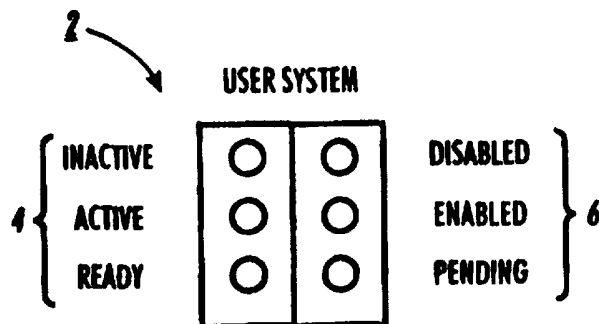 2
USER SYSTEM
INACTIVE DISABLED
4 ACTIVE ENABLED 6
READY PENDING